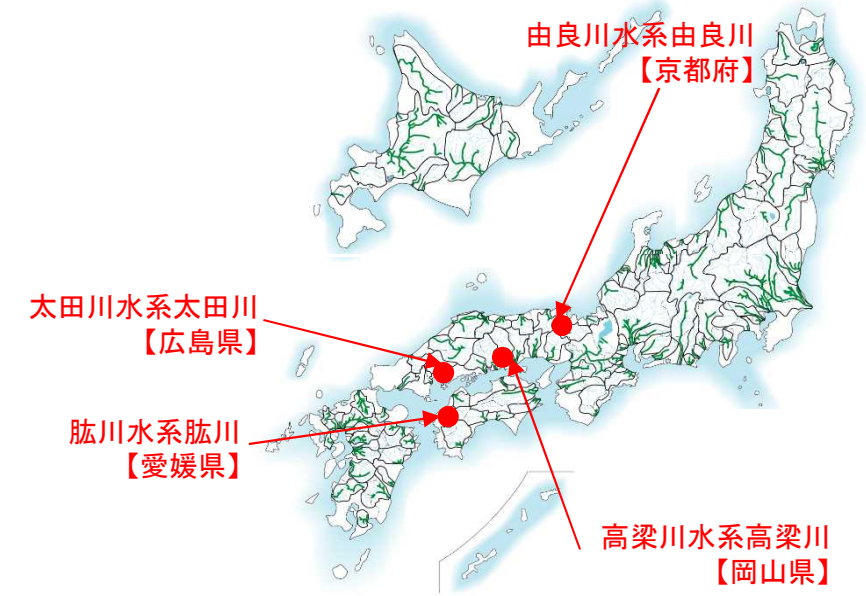 由良川水系由良川
【京都府】
太田川水系太田川
【広島県】
肱川水系肱川
【愛媛県】
高梁川水系高梁川
【岡山県】